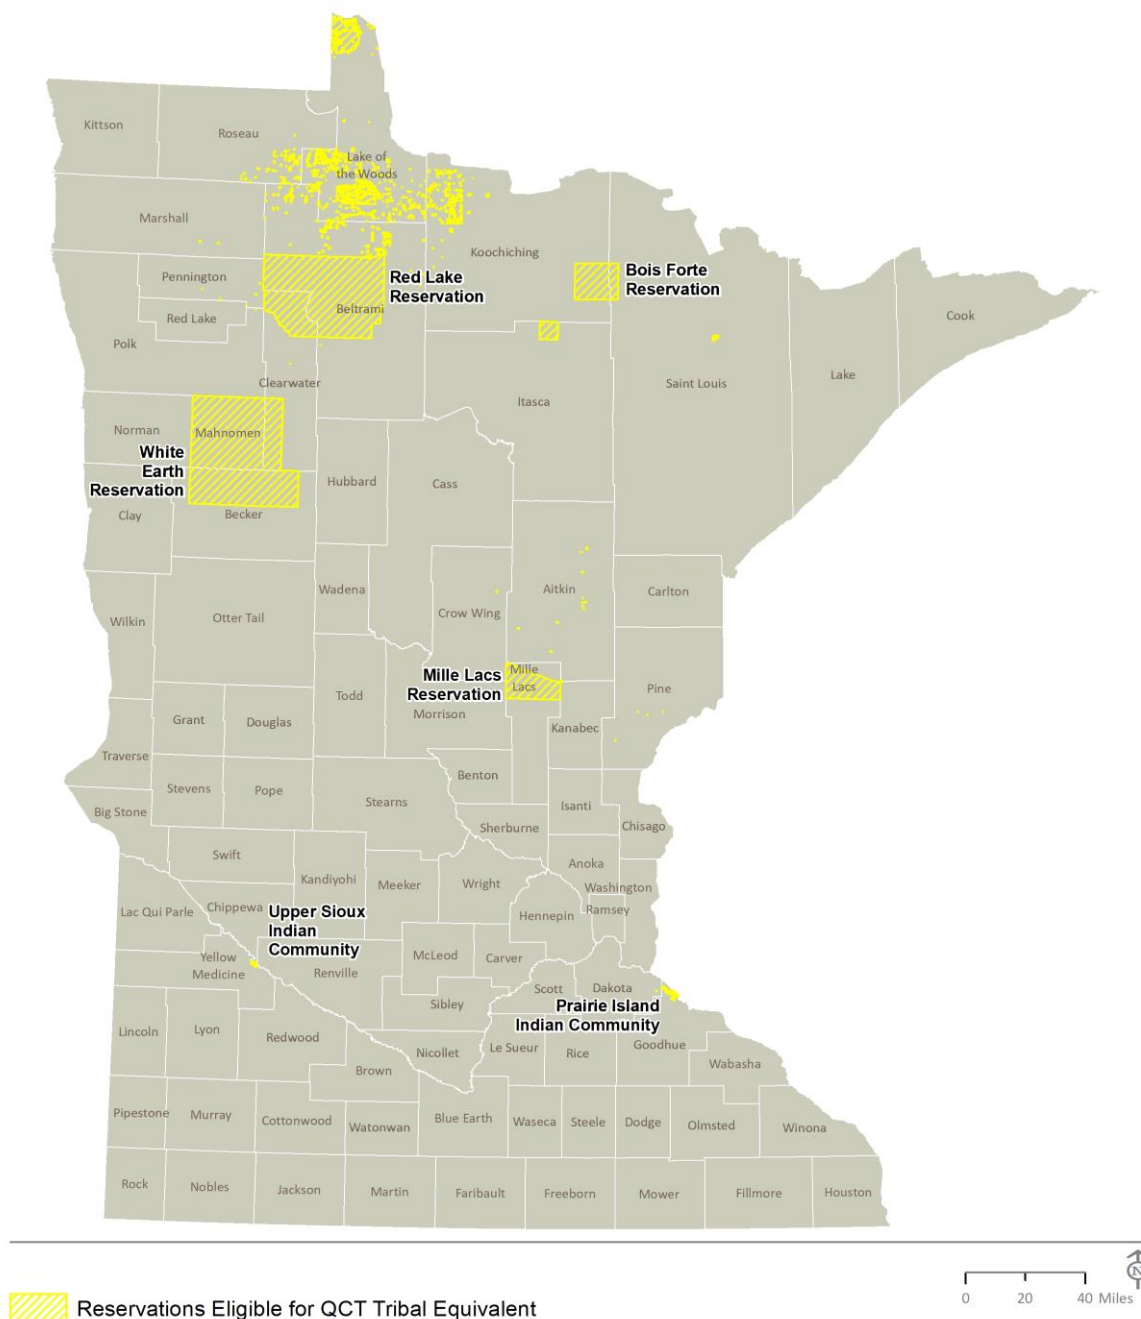 Kittson
Roseau
Lake of
the Woods
Marshall
Koochiching
Pennington
Red Lake
Reservation
Bois Forte
Reservation
Beltrami
Red Lake
Cook
Polk
Clearwater
Saint Louis
Lake
Itasca
Norman
Mahnomen
White
Earth
Reservation
Hubbard
Cass
Clay
Becker
Wadena
Aitkin
Carlton
Crow Wing
Otter Tail
Wilkin
Mille Lacs
Reservation
Mille
Lacs
Pine
Todd
Morrison
Grant
Douglas
Kanabec
Traverse
Benton
Stevens
Pope
Stearns
Isanti
Big Stone
Sherburne
Chisago
Swift
Anoka
Kandiyohi
Meeker
Wright
Washington
Lac Qui Parle
Chippewa
Upper Sioux
Indian
Community
Hennepin
Ramsey
Yellow
Medicine
Renville
McLeod
Carver
Scott
Dakota
Prairie Island
Indian Community
Sibley
Lincoln
Lyon
Redwood
Nicollet
Le Sueur
Rice
Goodhue
Wabasha
Brown
Pipestone
Murray
Cottonwood
Watonwan
Blue Earth
Waseca
Steele
Dodge
Olmsted
Winona
Rock
Nobles
Jackson
Martin
Faribault
Freeborn
Mower
Fillmore
Houston
N
0 20 40 Miles
Reservations Eligible for QCT Tribal Equivalent